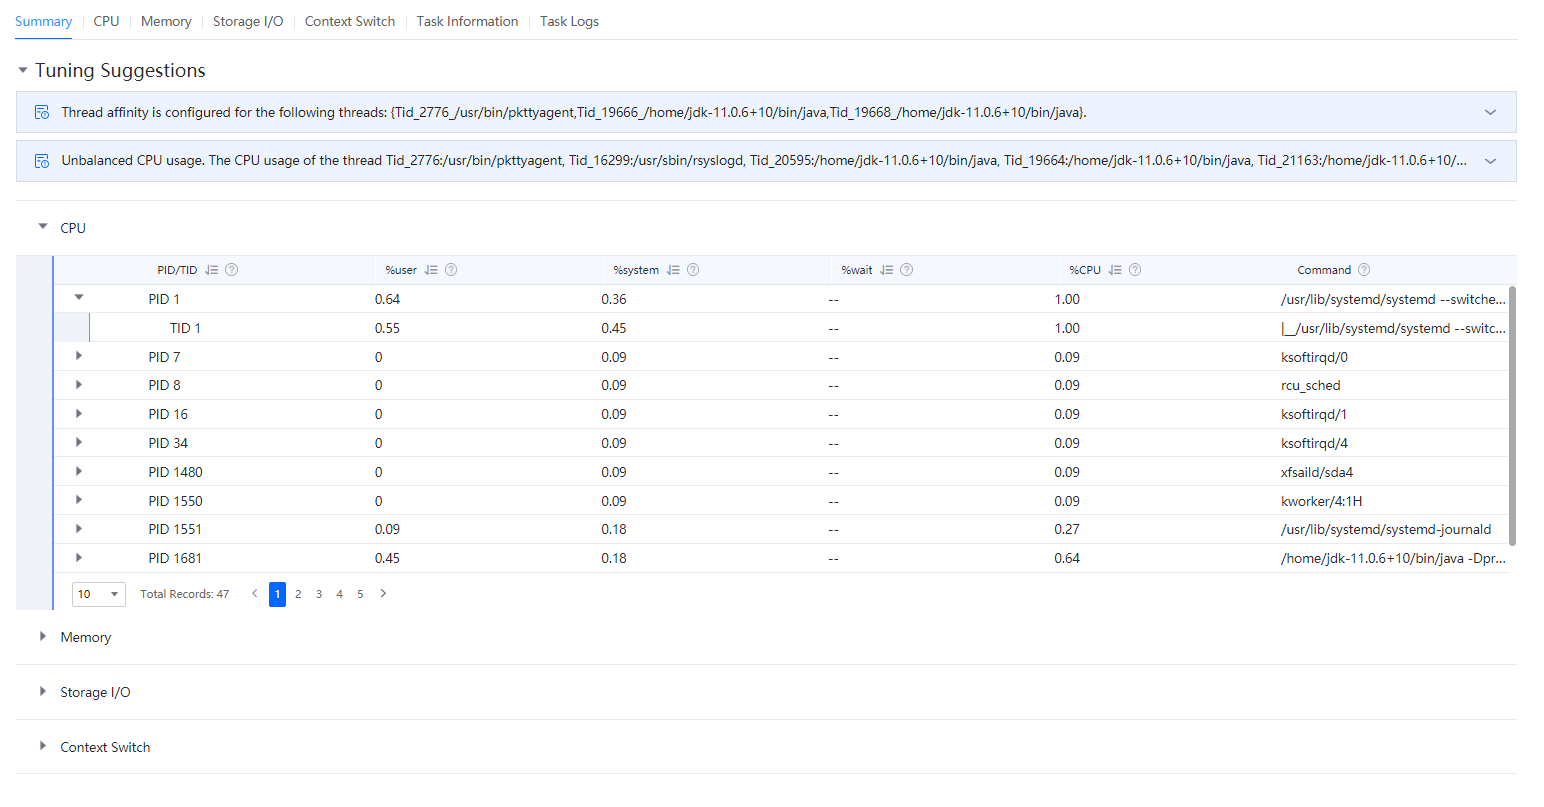 Summary CPU Memory Storage I/O Context Switch Task Information Task Logs
Tuning Suggestions
Thread affinity is configured for the following threads: {Tid_2776_/usr/bin/pkttyagent,Tid_19666_/home/jdk-11.0.6+10/bin/java,Tid_19668_/home/jdk-11.0.6+10/bin/java}.
Unbalanced CPU usage. The CPU usage of the thread Tid_2776:/usr/bin/pkttyagent, Tid_16299:/usr/sbin/rsyslogd, Tid_20595:/home/jdk-11.0.6+10/bin/java, Tid_19664:/home/jdk-11.0.6+10/bin/java, Tid_21163:/home/jdk-11.0.6+10/...
CPU
PID/TID %user %system %wait %CPU Command
PID 1 0.64 0.36 -- 1.00 /usr/lib/systemd/systemd --switche...
TID 1 0.55 0.45 -- 1.00 |__/usr/lib/systemd/systemd --switc...
PID 7 0 0.09 -- 0.09 ksoftirqd/0
PID 8 0 0.09 -- 0.09 rcu_sched
PID 16 0 0.09 -- 0.09 ksoftirqd/1
PID 34 0 0.09 -- 0.09 ksoftirqd/4
PID 1480 0 0.09 -- 0.09 xfsaild/sda4
PID 1550 0 0.09 -- 0.09 kworker/4:1H
PID 1551 0.09 0.18 -- 0.27 /usr/lib/systemd/systemd-journald
PID 1681 0.45 0.18 -- 0.64 /home/jdk-11.0.6+10/bin/java -Dpr...
10 Total Records: 47 < 1 2 3 4 5 >
Memory
Storage I/O
Context Switch